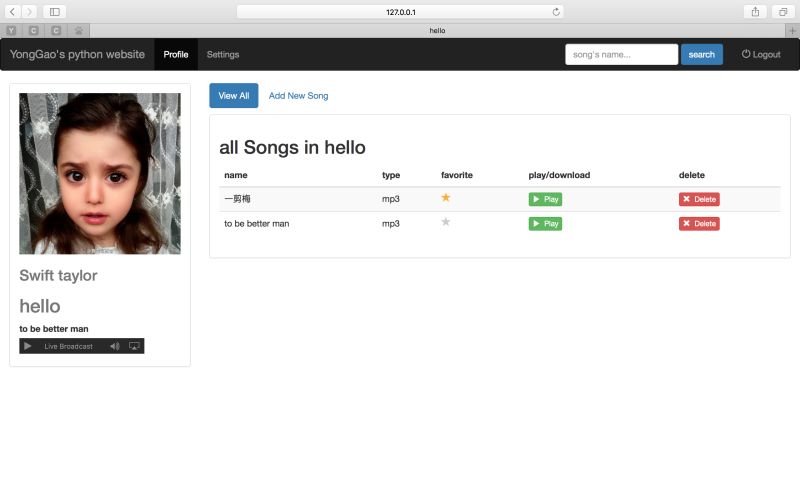 127.0.0.1
Y C C
hello
YongGao's python website Profile Settings song's name... search Logout
View All Add New Song
all Songs in hello
name type favorite play/download delete
一剪梅 mp3 Play Delete
to be better man mp3 Play Delete
Swift taylor
hello
to be better man
Live Broadcast